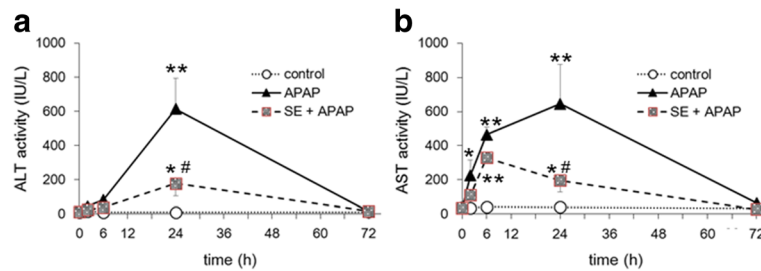 a
1000
800
600
400
200
0
ALT activity (IU/L)
**
* #
control
APAP
SE + APAP
0 6 12 24 36 48 60 72
time (h)
b
1000
800
600
400
200
0
AST activity (IU/L)
*
**
**
**
* #
control
APAP
SE + APAP
0 6 12 24 36 48 60 72
time (h)